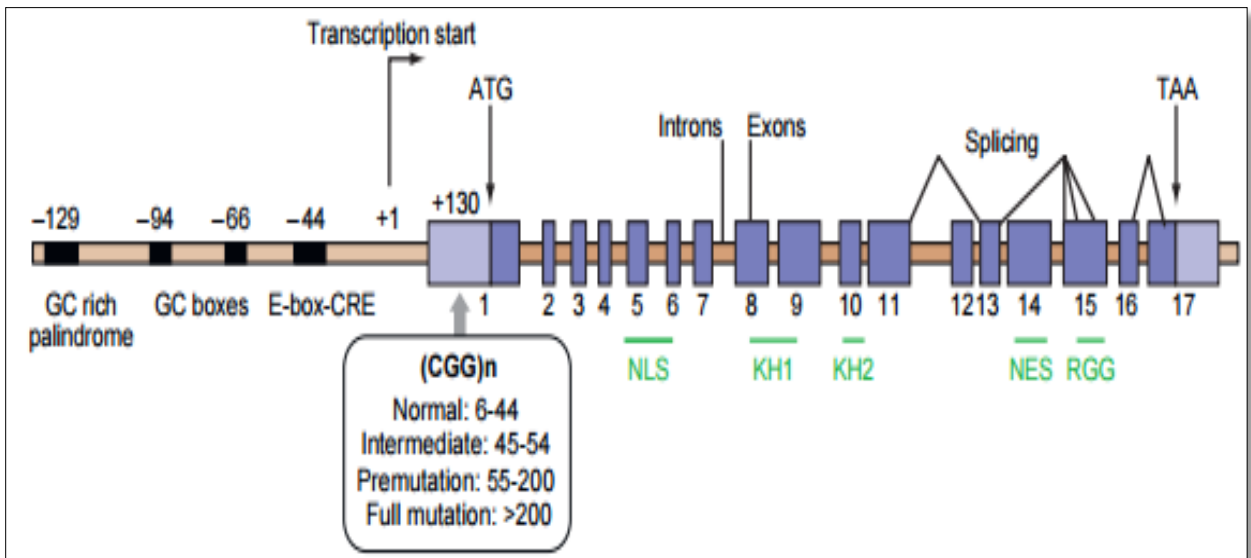 Transcription start
ATG
TAA
Introns Exons
Splicing
–129 –94 –66 –44 +1 +130
GC rich
palindrome
GC boxes E-box-CRE
1 2 3 4 5 6 7 8 9 10 11 12 13 14 15 16 17
NLS KH1 KH2 NES RGG
(CGG)n
Normal: 6-44
Intermediate: 45-54
Premutation: 55-200
Full mutation: >200